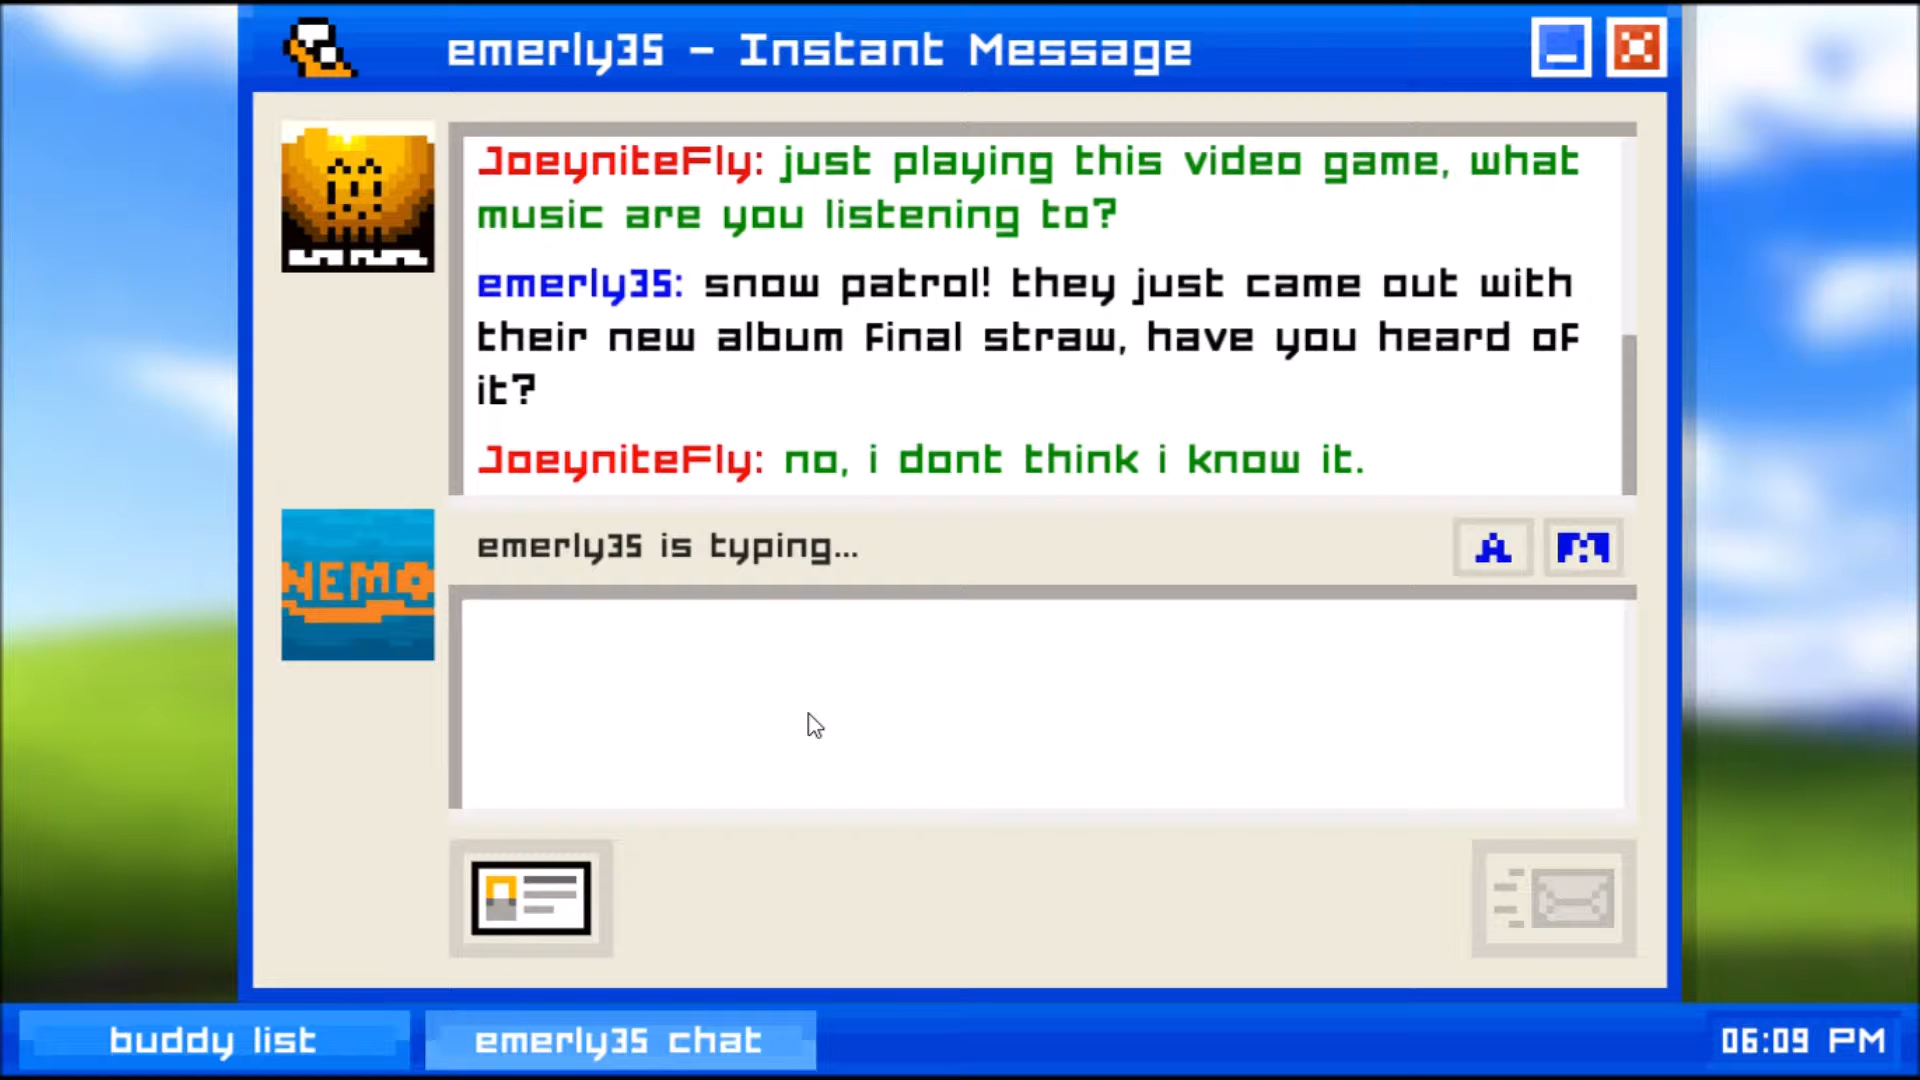 emerly35 - Instant Message
JoeyniteFly: just playing this video game, what
music are you listening to?
emerly35: snow patrol! they just came out with
their new album final straw, have you heard of
it?
JoeyniteFly: no, i dont think i know it.
emerly35 is typing...
A
NEMO
buddy list
emerly35 chat
06:09 PM